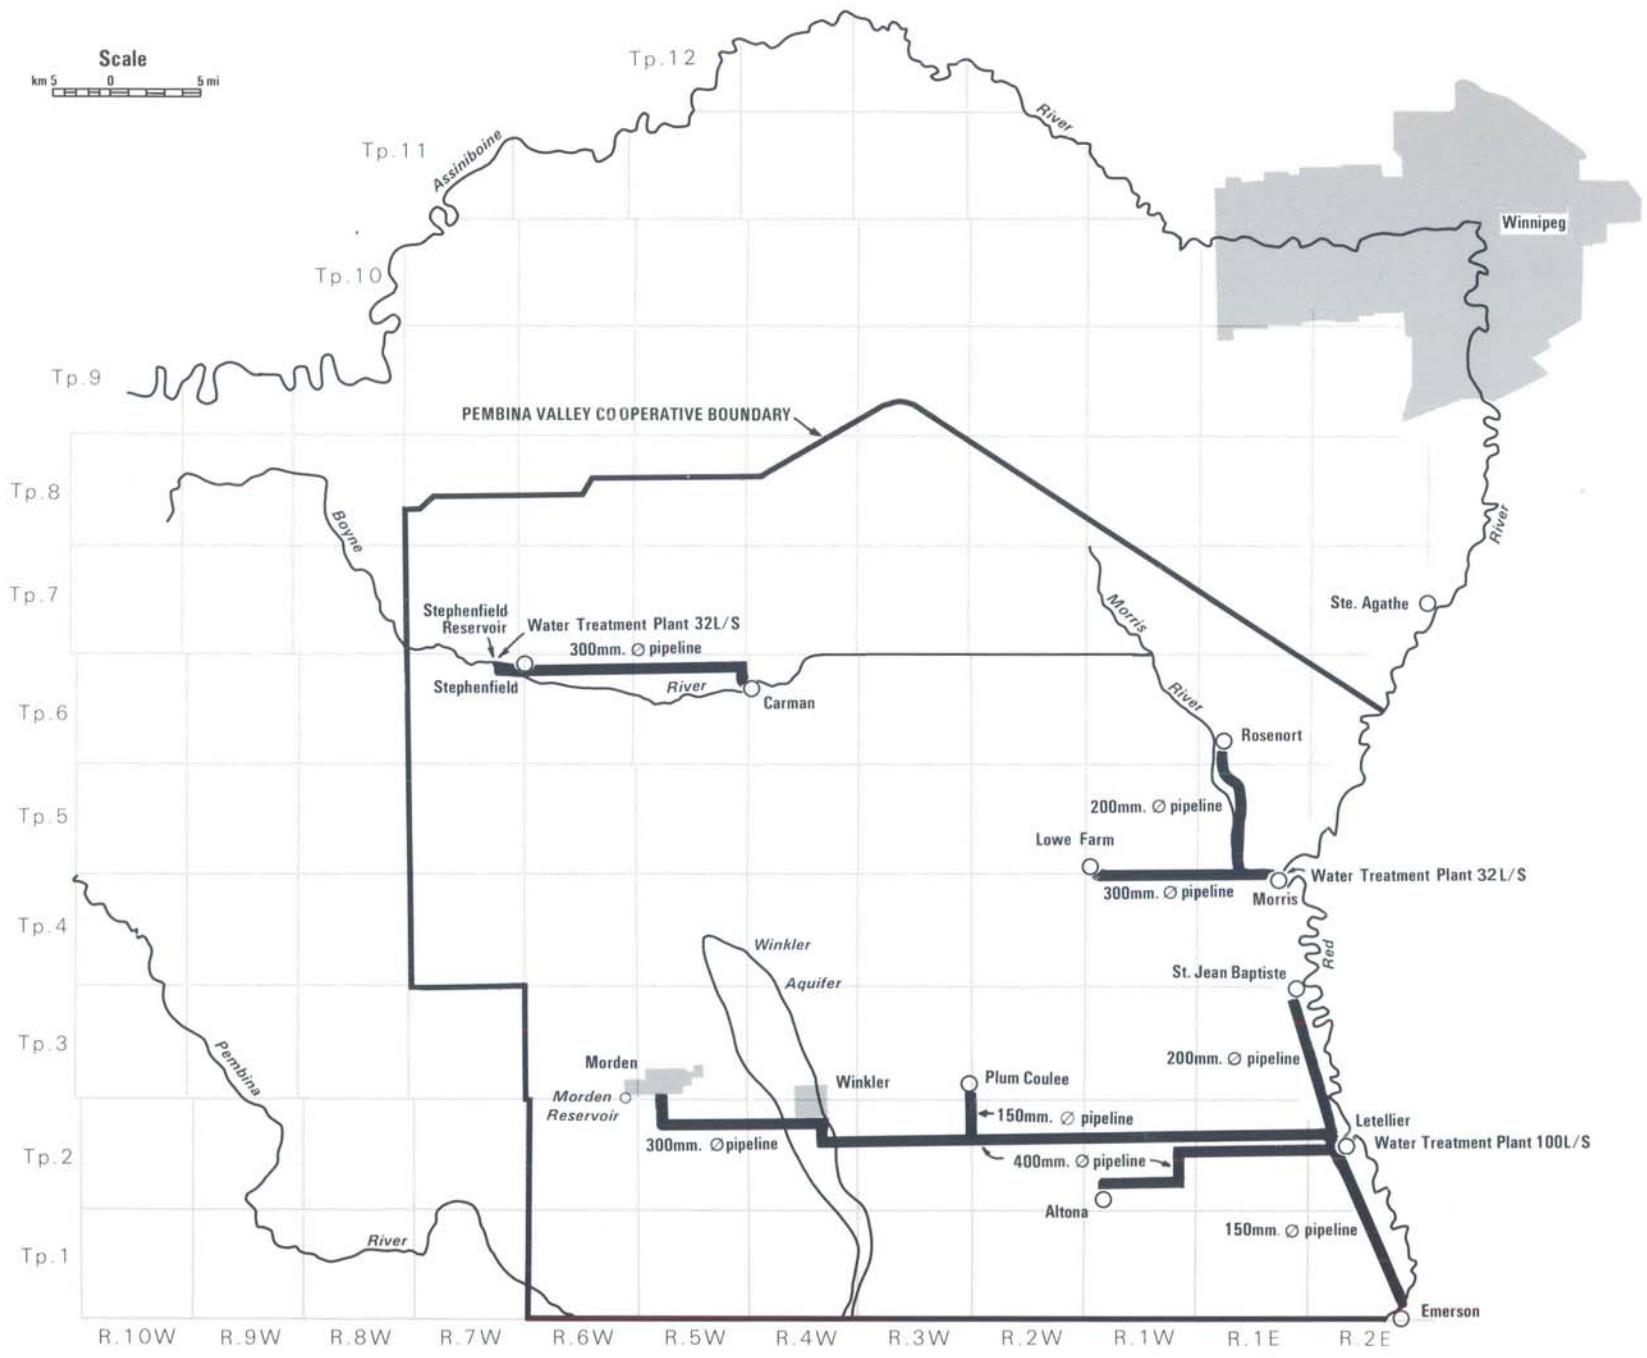 Scale
km 5 0 5 mi
Tp.12
Tp.11
Tp.10
Tp.9
Tp.8
Tp.7
Tp.6
Tp.5
Tp.4
Tp.3
Tp.2
Tp.1
Assiniboine
River
Winnipeg
PEMBINA VALLEY COOPERATIVE BOUNDARY
Boyne
River
Morris
River
Ste. Agathe
River
Stephenfield
Reservoir
Water Treatment Plant 32L/S
300mm. Ø pipeline
Stephenfield
River
Carman
Rosenort
200mm. Ø pipeline
Lowe Farm
300mm. Ø pipeline
Morris
Water Treatment Plant 32L/S
Red
Winkler
Aquifer
St. Jean Baptiste
200mm. Ø pipeline
Pembina
Morden
Morden
Reservoir
Winkler
Plum Coulee
150mm. Ø pipeline
300mm. Ø pipeline
400mm. Ø pipeline
Letellier
Water Treatment Plant 100L/S
Altona
150mm. Ø pipeline
River
Emerson
R.10W R.9W R.8W R.7W R.6W R.5W R.4W R.3W R.2W R.1W R.1E R.2E